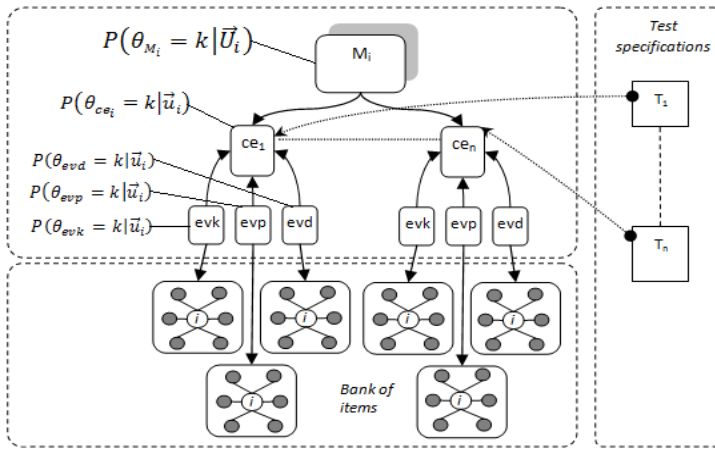 P(θ_{M_i} = k|U⃗_i)
M_i
Test
specifications
P(θ_{ce_i} = k|u⃗_i)
T_1
ce_1
ce_n
P(θ_{evd} = k|u⃗_i)
P(θ_{evp} = k|u⃗_i)
P(θ_{evk} = k|u⃗_i)
evk
evp
evd
evk
evp
evd
T_n
i
i
i
i
i
i
Bank of
items